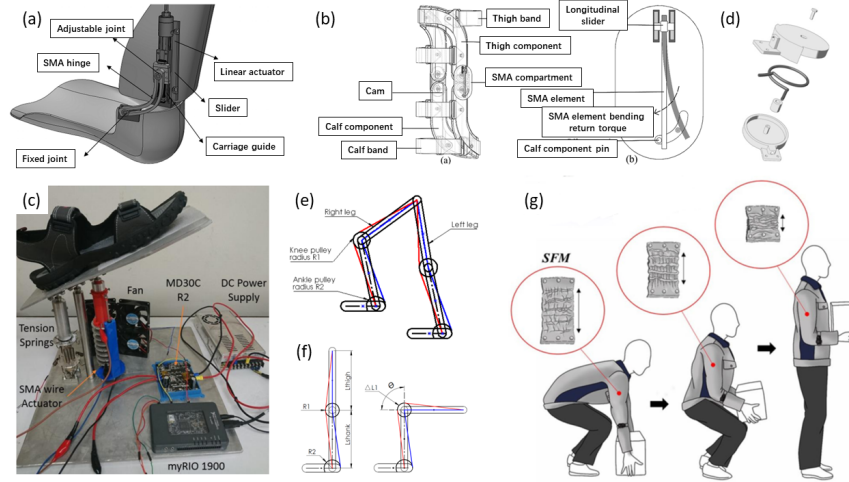 (a)
Adjustable joint
SMA hinge
Linear actuator
Slider
Carriage guide
Fixed joint
(b)
Thigh band
Thigh component
SMA compartment
Cam
Calf component
Calf band
(a)
Longitudinal
slider
SMA element
SMA element bending
return torque
Calf component pin
(b)
(d)
(c)
Fan
MD30C
R2
DC Power
Supply
Tension
Springs
SMA wire
Actuator
myRIO 1900
(e)
Right leg
Left leg
Knee pulley
radius R1
Ankle pulley
radius R2
(f)
Lthigh
R1
Lshank
R2
△L1
Θ
(g)
SFM